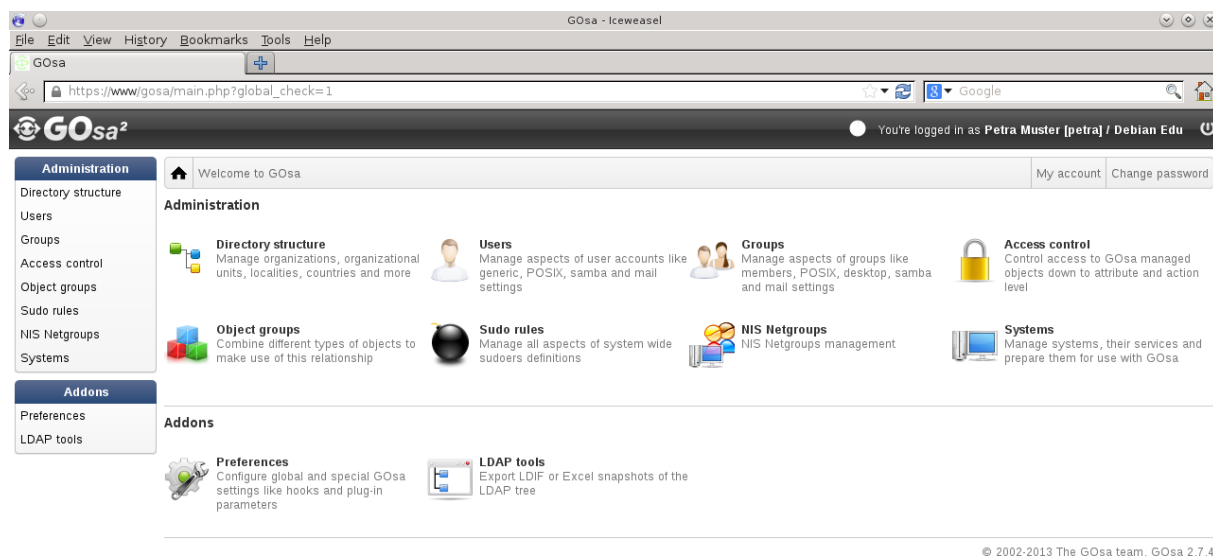 GOsa - Iceweasel
File Edit View History Bookmarks Tools Help
GOsa
https://www/gosa/main.php?global_check=1
Google
GOsa²
You're logged in as Petra Muster [petra] / Debian Edu
Administration
Directory structure
Users
Groups
Access control
Object groups
Sudo rules
NIS Netgroups
Systems
Addons
Preferences
LDAP tools
Welcome to GOsa
My account
Change password
Administration
Directory structure
Manage organizations, organizational
units, localities, countries and more
Users
Manage aspects of user accounts like
generic, POSIX, samba and mail
settings
Groups
Manage aspects of groups like
members, POSIX, desktop, samba
and mail settings
Access control
Control access to GOsa managed
objects down to attribute and action
level
Object groups
Combine different types of objects to
make use of this relationship
Sudo rules
Manage all aspects of system wide
sudoers definitions
NIS Netgroups
NIS Netgroups management
Systems
Manage systems, their services and
prepare them for use with GOsa
Addons
Preferences
Configure global and special GOsa
settings like hooks and plug-in
parameters
LDAP tools
Export LDIF or Excel snapshots of the
LDAP tree
© 2002-2013 The GOsa team, GOsa 2.7.4